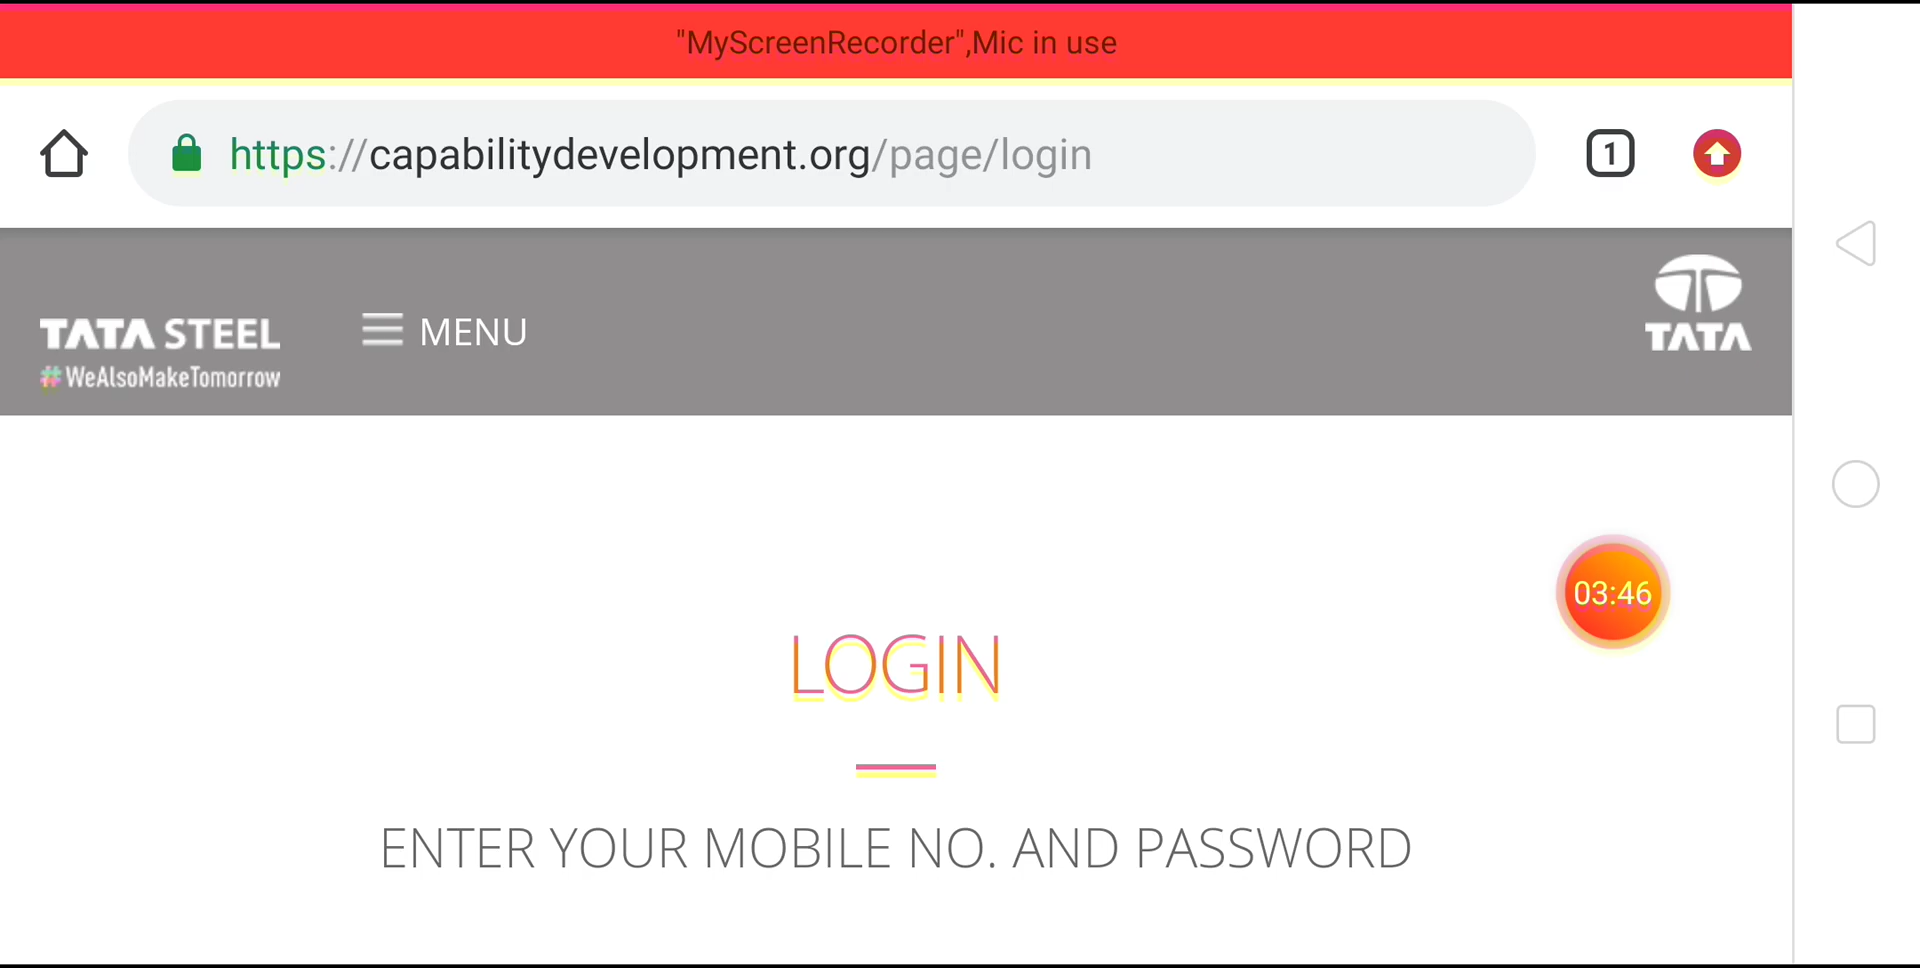 "MyScreenRecorder",Mic in use
https://capabilitydevelopment.org/page/login
1
TATA STEEL
#WeAlsoMakeTomorrow
MENU
TATA
03:46
LOGIN
ENTER YOUR MOBILE NO. AND PASSWORD